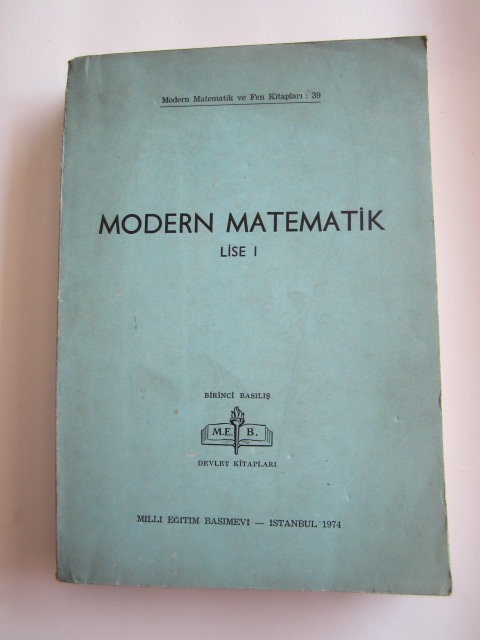 Modern Matematik ve Fen Kitapları : 39
MODERN MATEMATİK
LİSE I
BİRİNCİ BASILIŞ
M.E. B.
DEVLET KİTAPLARI
MİLLİ EĞİTİM BASIMEVİ — İSTANBUL 1974